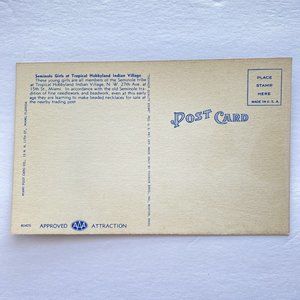 Seminole Girls of Tropical Hobbyland Indian Village
These young girls are all members of the Seminole tribe
at Tropical Hobbyland Indian Village, N. W. 27th Ave. at
15th St., Miami. In accordance with the old Seminole tra-
dition of fine needlework and beadwork, even at this early
age they are learning to make beaded necklaces for sale at
the nearby trading post.
POST CARD
PLACE
STAMP
HERE
MADE IN U.S.A.
APPROVED AAA ATTRACTION